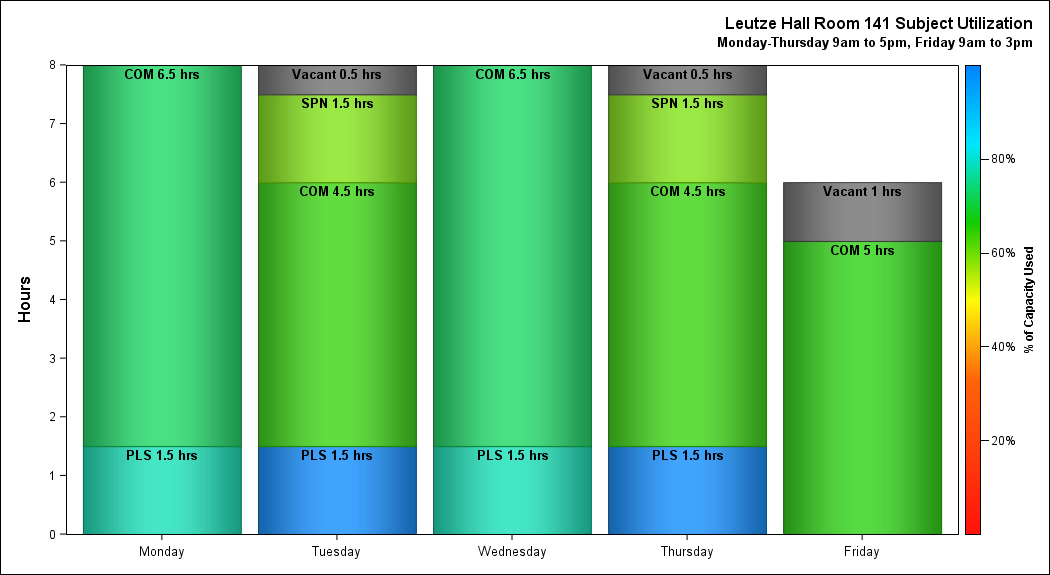 Leutze Hall Room 141 Subject Utilization
Monday-Thursday 9am to 5pm, Friday 9am to 3pm
Hours
8
7
6
5
4
3
2
1
0
COM 6.5 hrs
PLS 1.5 hrs
Vacant 0.5 hrs
SPN 1.5 hrs
COM 4.5 hrs
PLS 1.5 hrs
COM 6.5 hrs
PLS 1.5 hrs
Vacant 0.5 hrs
SPN 1.5 hrs
COM 4.5 hrs
PLS 1.5 hrs
Vacant 1 hrs
COM 5 hrs
Monday
Tuesday
Wednesday
Thursday
Friday
80%
60%
40%
20%
% of Capacity Used